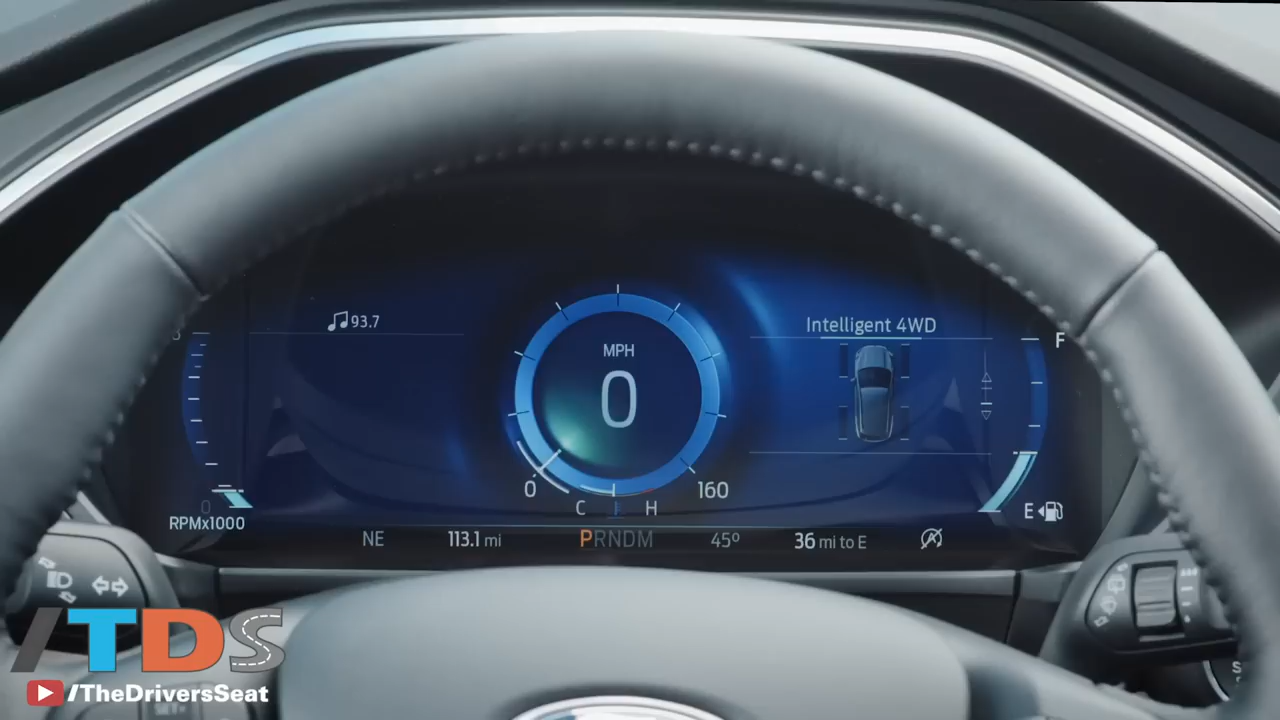 93.7
Intelligent 4WD
MPH
0
F
0 160
C H
0
RPMx1000
E
NE 113.1 mi PRNDM 45° 36 mi to E
/TDS
/TheDriversSeat